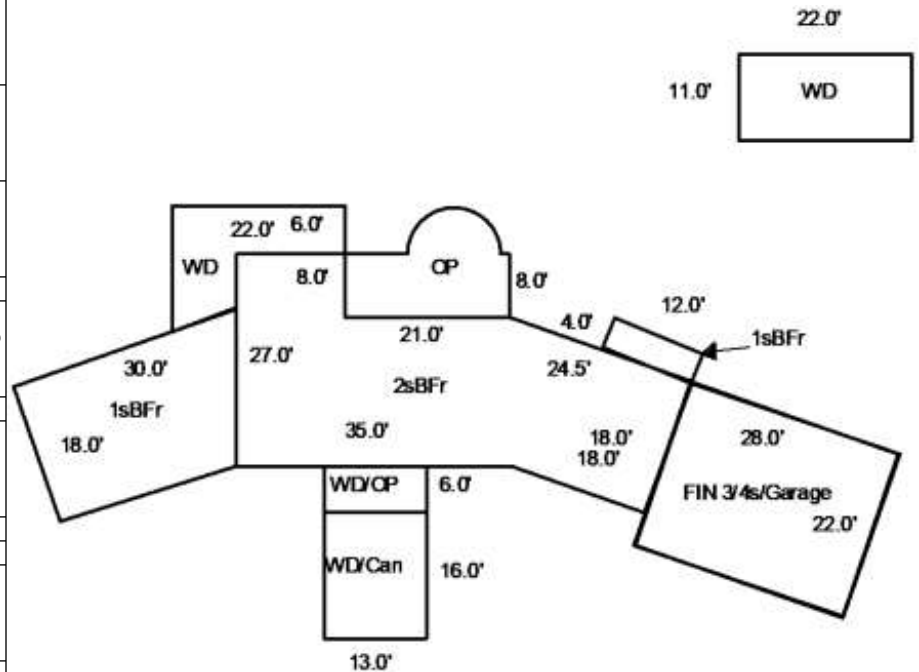 22.0'
11.0'
WD
22.0'
6.0'
WD
8.0'
OP
8.0'
12.0'
4.0'
1sBFr
21.0'
27.0'
30.0'
24.5'
2sBFr
1sBFr
35.0'
18.0'
18.0'
18.0'
28.0'
WD/OP
6.0'
FIN 3/4s/Garage
22.0'
WD/Can
16.0'
13.0'